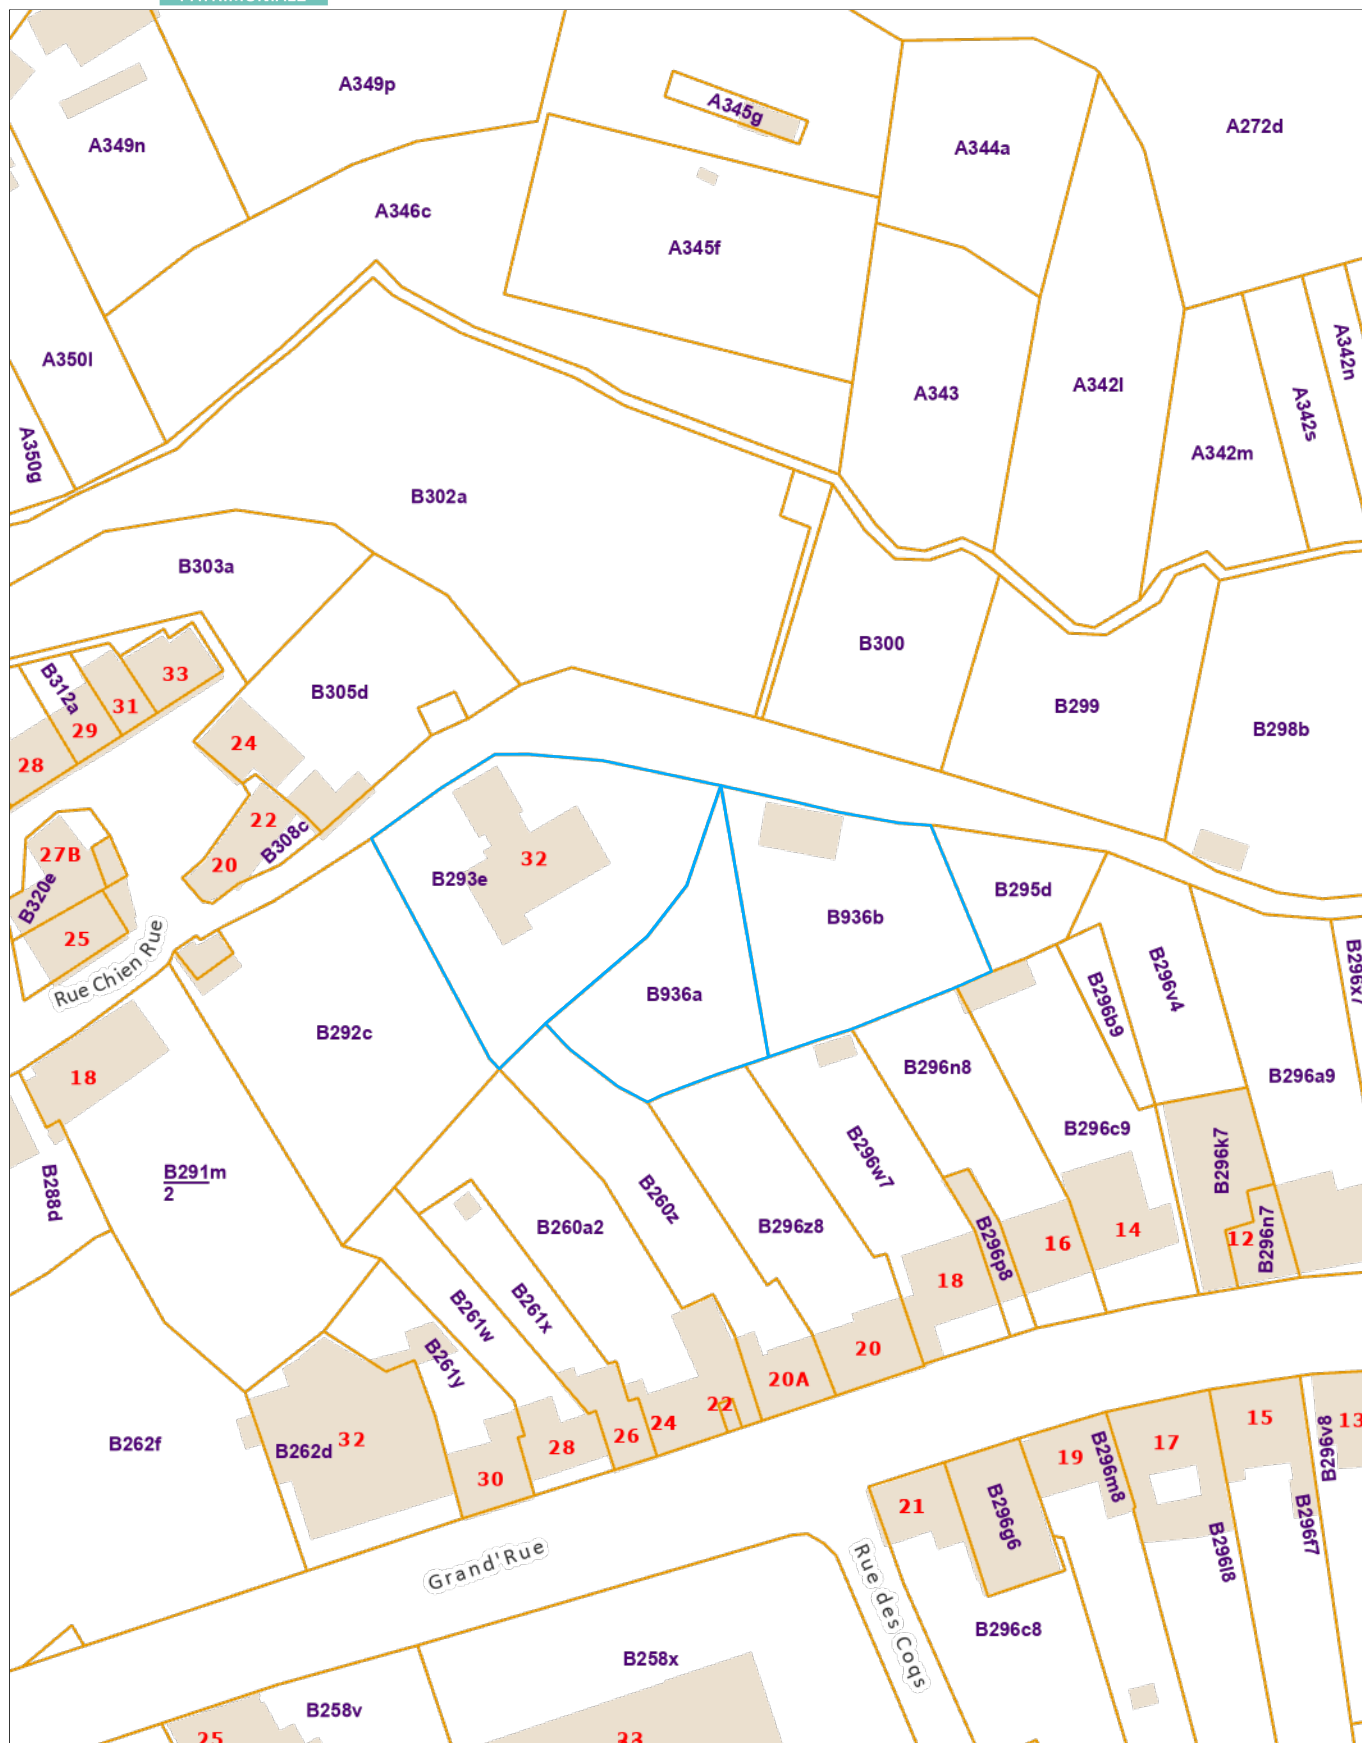 A349p
A345g
A272d
A349n
A344a
A346c
A345f
A342n
A350l
A343
A342l
A342s
A350g
A342m
B302a
B303a
B300
B312a
33
B305d
31
B299
29
24
B298b
28
22
B308c
27B
20
32
B293e
B320e
B295d
B936b
25
Rue Chien Rue
B296v4
B296x7
B936a
B296b9
B292c
18
B296n8
B296a9
B296c9
B296w7
B296k7
B291m
2
B288d
B260z
B260a2
B296z8
B296p8
16
14
12
B296n7
18
B261x
B261w
20
B261y
20A
22
24
26
28
32
B262d
B262f
30
15
13
17
B296v8
19
B296m8
21
B296g6
B296f7
B296l8
Grand'Rue
Rue des Coqs
B296c8
B258x
B258v
25
33